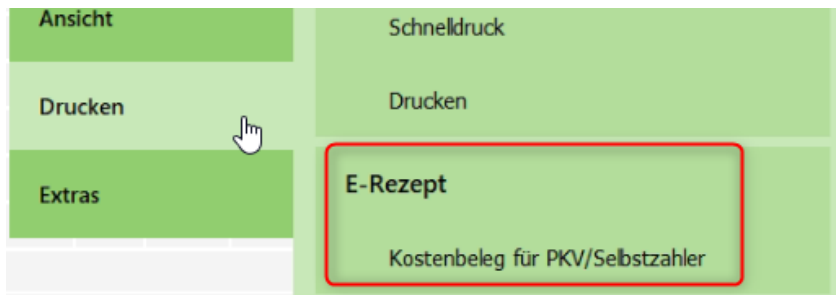 Ansicht
Drucken
Extras
Schnelldruck
Drucken
E-Rezept
Kostenbeleg für PKV/Selbstzahler